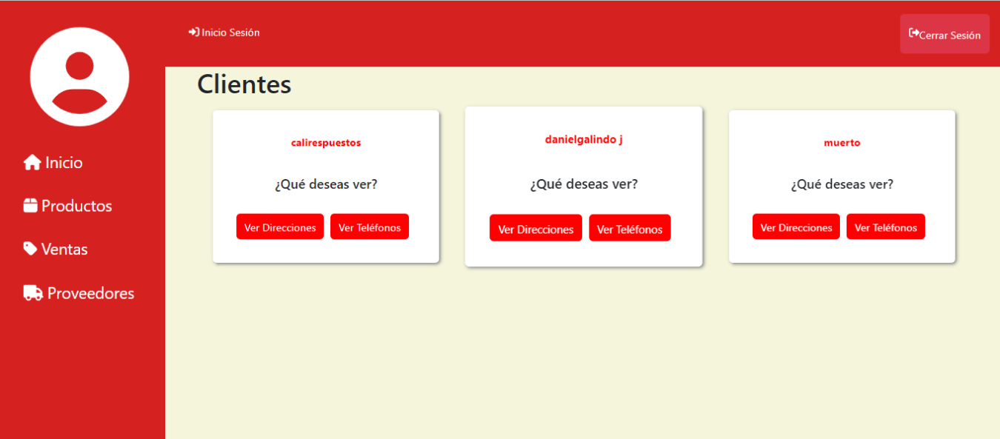 Inicio Sesión
Cerrar Sesión
Inicio
Productos
Ventas
Proveedores
Clientes
calirespuestos
¿Qué deseas ver?
Ver Direcciones Ver Teléfonos
danielgalindo j
¿Qué deseas ver?
Ver Direcciones Ver Teléfonos
muerto
¿Qué deseas ver?
Ver Direcciones Ver Teléfonos